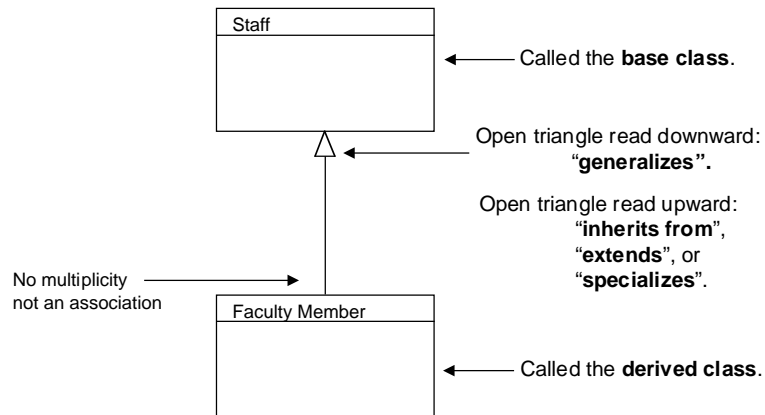 Staff
Called the base class.
Open triangle read downward:
“generalizes”.
Open triangle read upward:
“inherits from”,
“extends”, or
“specializes”.
No multiplicity
not an association
Faculty Member
Called the derived class.